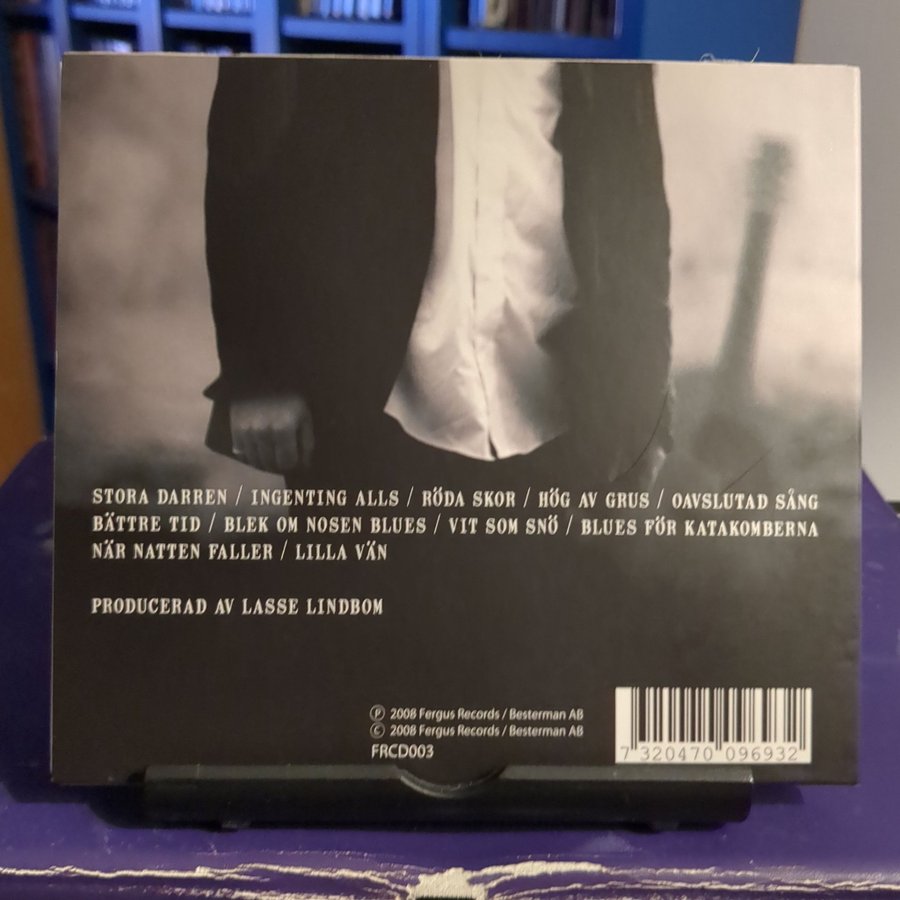 STORA DARREN / INGENTING ALLS / RÖDA SKOR / HÖG AV GRUS / OAVSLUTAD SÅNG
BÄTTRE TID / BLEK OM NOSEN BLUES / VIT SOM SNÖ / BLUES FÖR KATAKOMBERNA
NÄR NATTEN FALLER / LILLA VÄN
PRODUCERAD AV LASSE LINDBOM
℗ 2008 Fergus Records / Besterman AB
© 2008 Fergus Records / Besterman AB
FRCD003
7 320470 096932